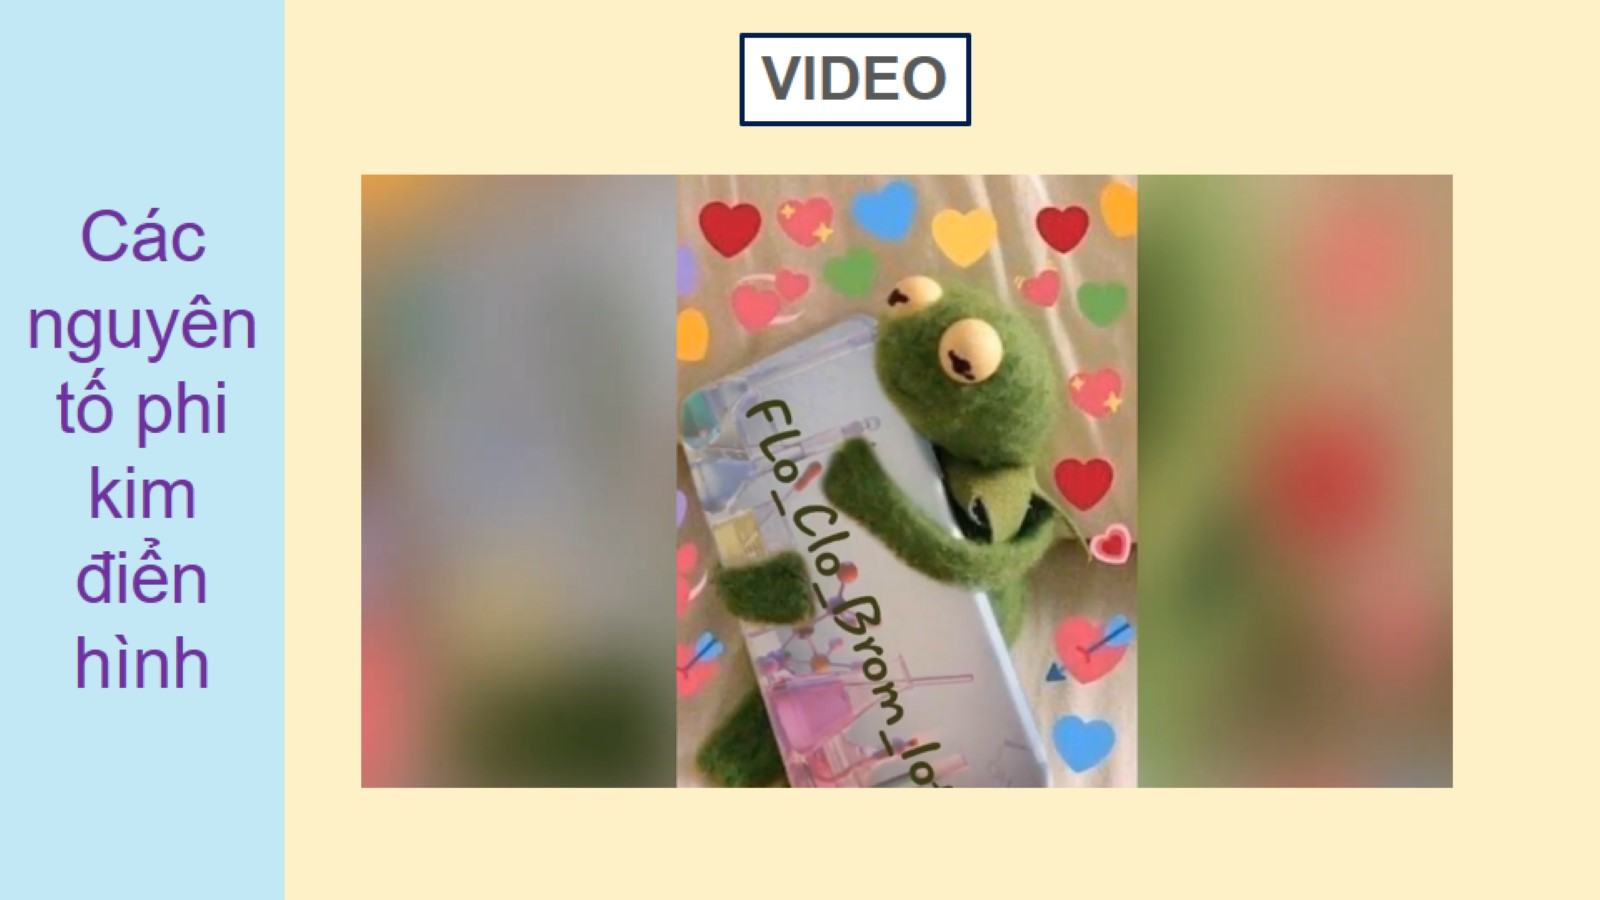 VIDEO
Các
nguyên
tố phi
kim
điển
hình
Flo_Clo_Brom_Io